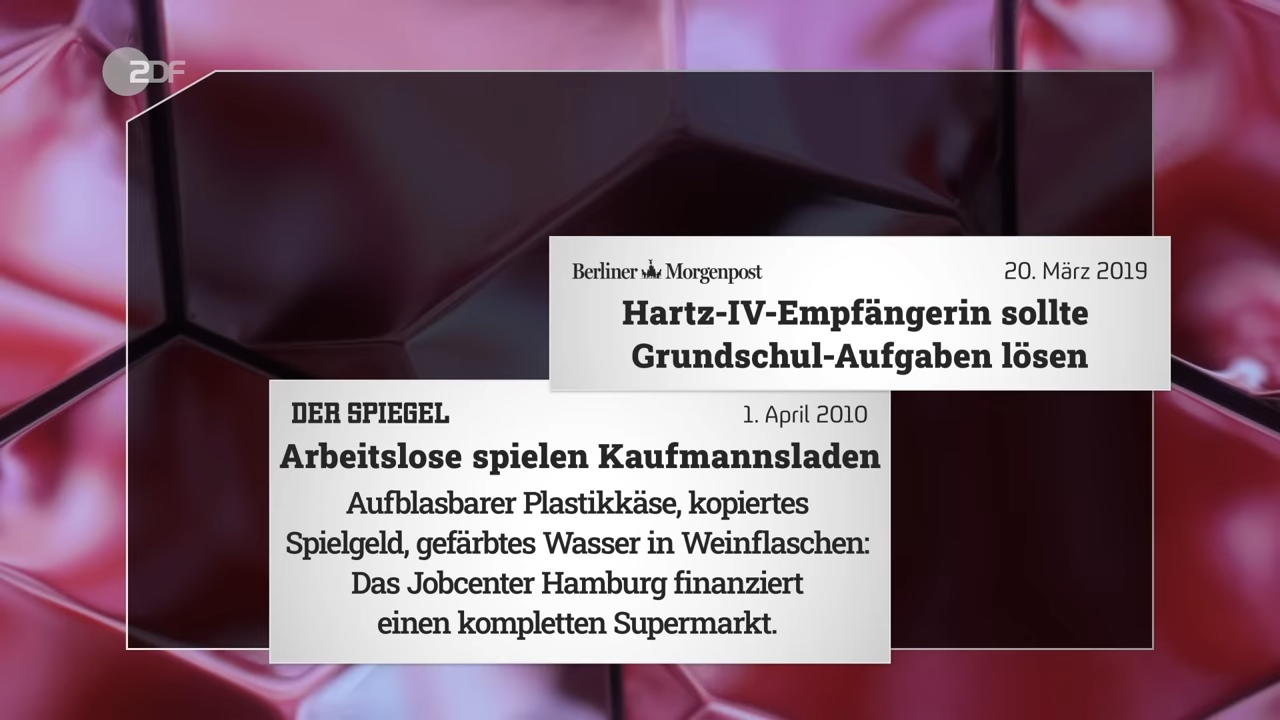 ZDF
Berliner Morgenpost
20. März 2019
Hartz-IV-Empfängerin sollte
Grundschul-Aufgaben lösen
DER SPIEGEL
1. April 2010
Arbeitslose spielen Kaufmannsladen
Aufblasbarer Plastikkäse, kopiertes
Spielgeld, gefärbtes Wasser in Weinflaschen:
Das Jobcenter Hamburg finanziert
einen kompletten Supermarkt.